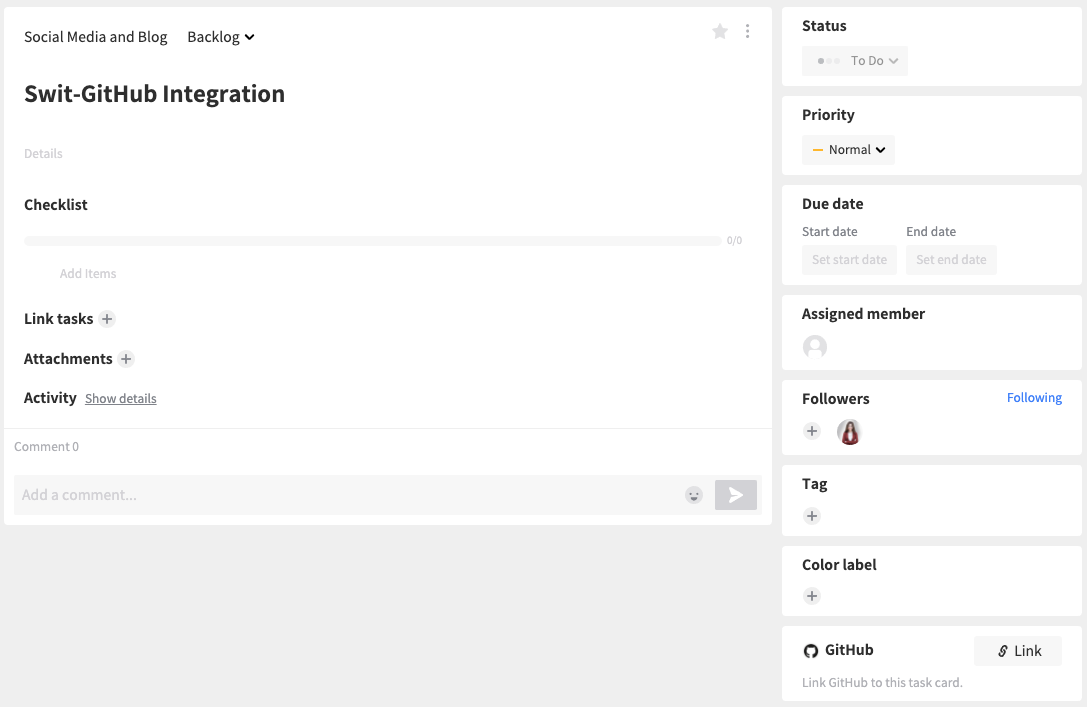 Social Media and Blog Backlog
Swit-GitHub Integration
Details
Checklist
0/0
Add Items
Link tasks
Attachments
Activity Show details
Comment 0
Add a comment...
Status
To Do
Priority
Normal
Due date
Start date End date
Set start date Set end date
Assigned member
Followers Following
Tag
Color label
GitHub Link
Link GitHub to this task card.